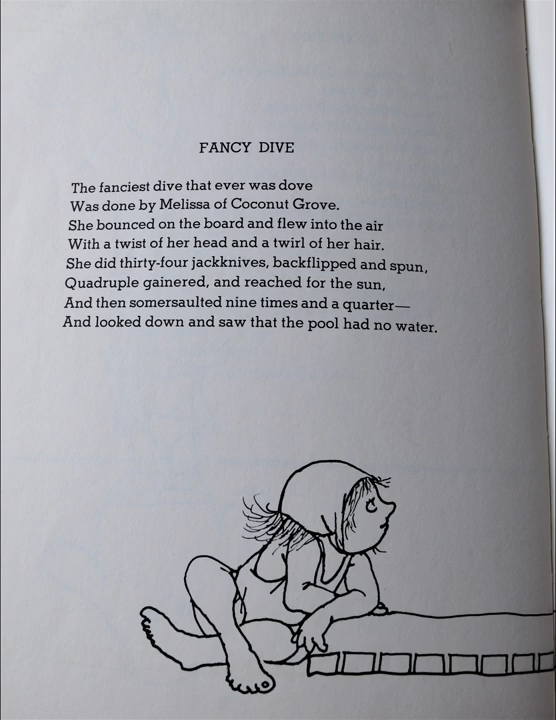 FANCY DIVE
The fanciest dive that ever was dove
Was done by Melissa of Coconut Grove.
She bounced on the board and flew into the air
With a twist of her head and a twirl of her hair.
She did thirty-four jackknives, backflipped and spun,
Quadruple gainered, and reached for the sun,
And then somersaulted nine times and a quarter—
And looked down and saw that the pool had no water.